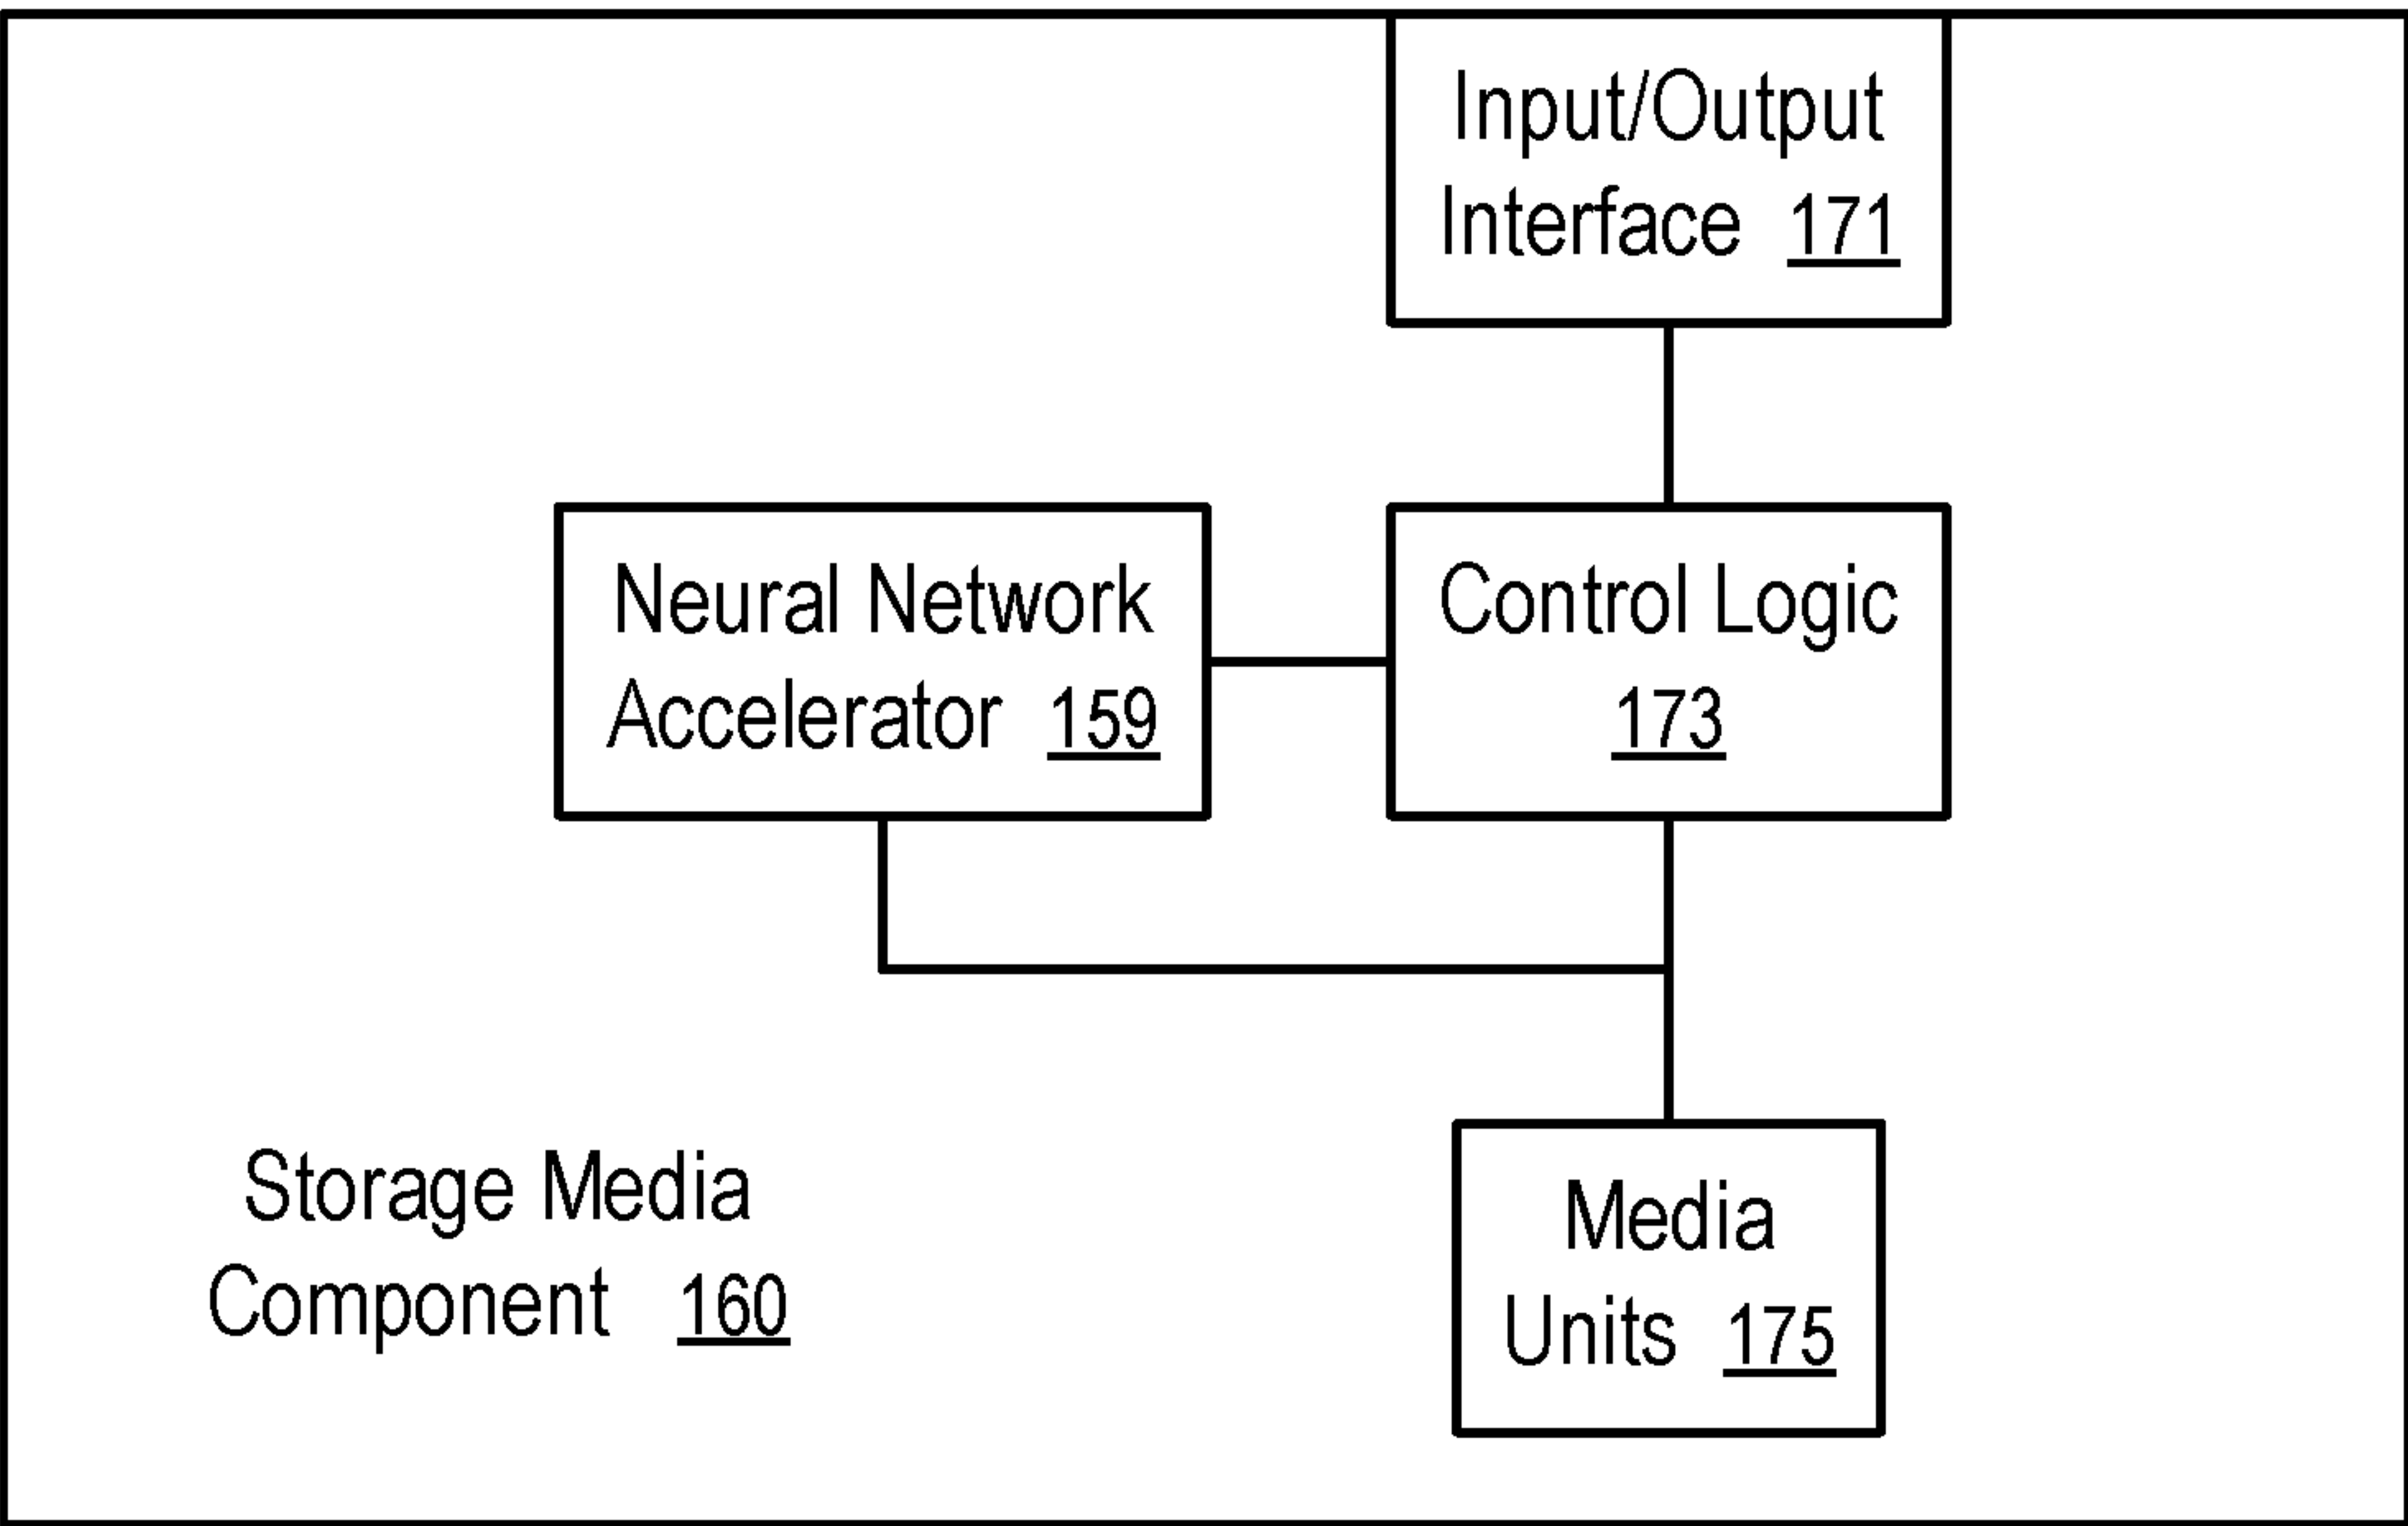 Input/Output
Interface 171
Neural Network
Accelerator 159
Control Logic
173
Storage Media
Component 160
Media
Units 175